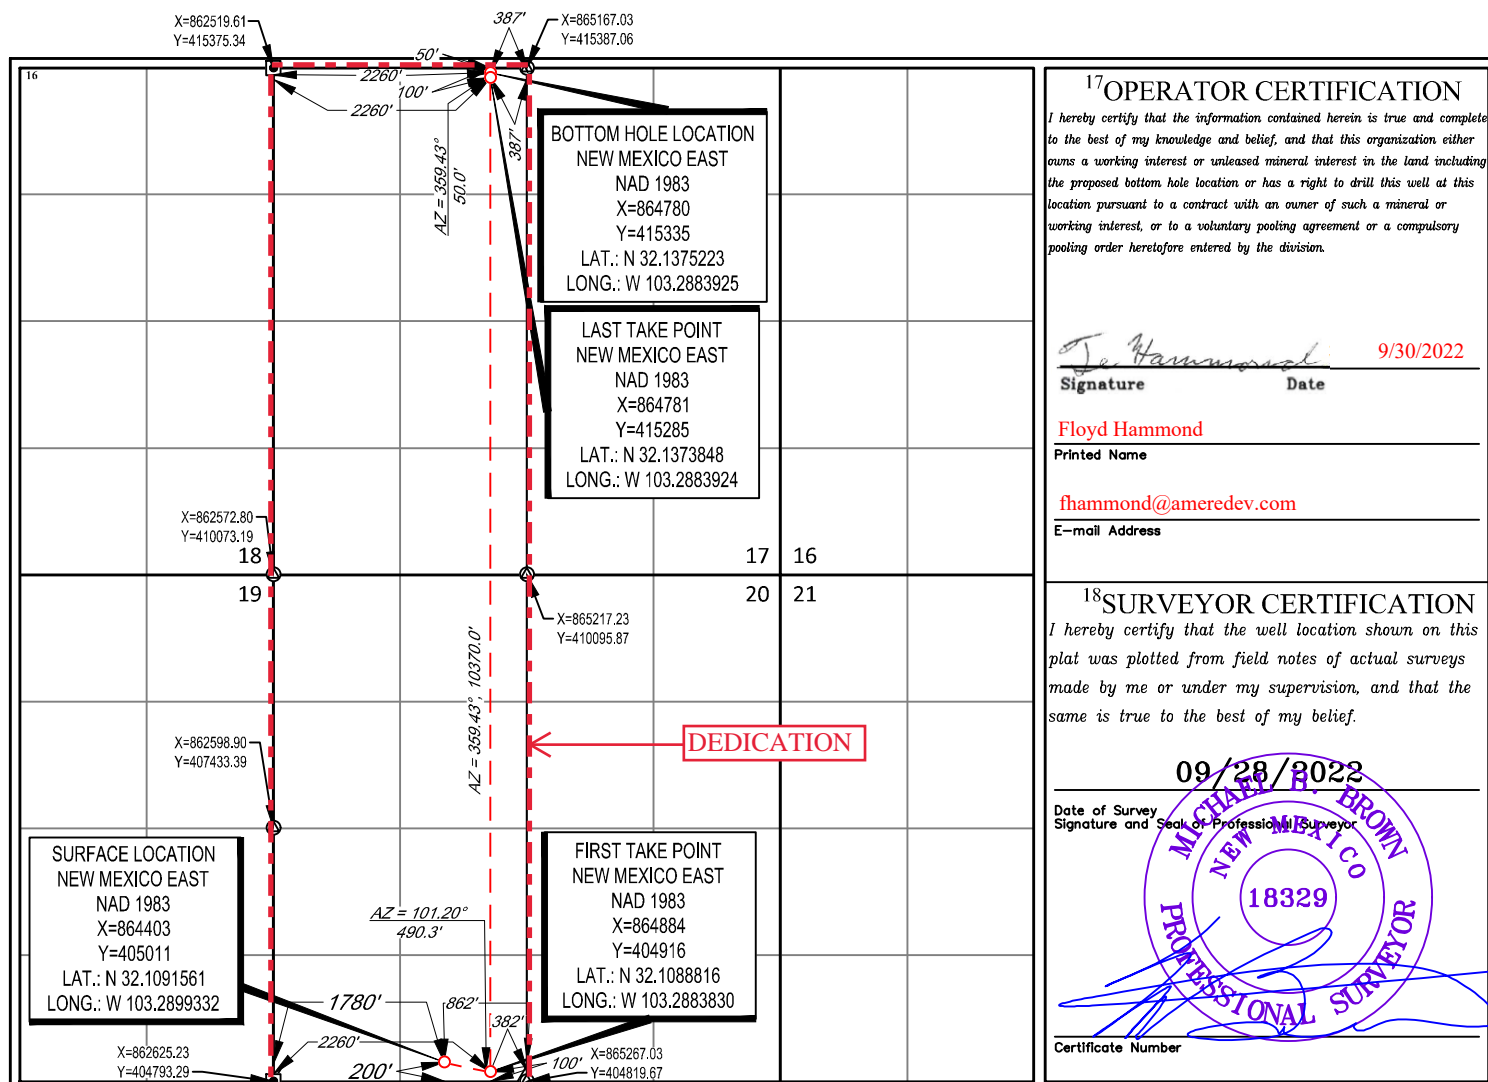 X=862519.61
Y=415375.34
387'
X=865167.03
Y=415387.06
16
50'
2260'
100'
2260'
387'
AZ = 359.43°
50.0'
BOTTOM HOLE LOCATION
NEW MEXICO EAST
NAD 1983
X=864780
Y=415335
LAT.: N 32.1375223
LONG.: W 103.2883925
LAST TAKE POINT
NEW MEXICO EAST
NAD 1983
X=864781
Y=415285
LAT.: N 32.1373848
LONG.: W 103.2883924
X=862572.80
Y=410073.19
18
17
16
19
20
21
X=865217.23
Y=410095.87
AZ = 359.43°, 10370.0'
DEDICATION
X=862598.90
Y=407433.39
SURFACE LOCATION
NEW MEXICO EAST
NAD 1983
X=864403
Y=405011
LAT.: N 32.1091561
LONG.: W 103.2899332
AZ = 101.20°
490.3'
FIRST TAKE POINT
NEW MEXICO EAST
NAD 1983
X=864884
Y=404916
LAT.: N 32.1088816
LONG.: W 103.2883830
1780'
862'
382'
2260'
200'
100'
X=862625.23
Y=404793.29
X=865267.03
Y=404819.67
17OPERATOR CERTIFICATION
I hereby certify that the information contained herein is true and complete
to the best of my knowledge and belief, and that this organization either
owns a working interest or unleased mineral interest in the land including
the proposed bottom hole location or has a right to drill this well at this
location pursuant to a contract with an owner of such a mineral or
working interest, or to a voluntary pooling agreement or a compulsory
pooling order heretofore entered by the division.
Hammond
9/30/2022
Signature Date
Floyd Hammond
Printed Name
fhammond@ameredev.com
E-mail Address
18SURVEYOR CERTIFICATION
I hereby certify that the well location shown on this
plat was plotted from field notes of actual surveys
made by me or under my supervision, and that the
same is true to the best of my belief.
09/28/2022
Date of Survey
Signature and Seal of Professional Surveyor
MICHAEL B. BROWN
NEW MEXICO
18329
PROFESSIONAL SURVEYOR
Certificate Number